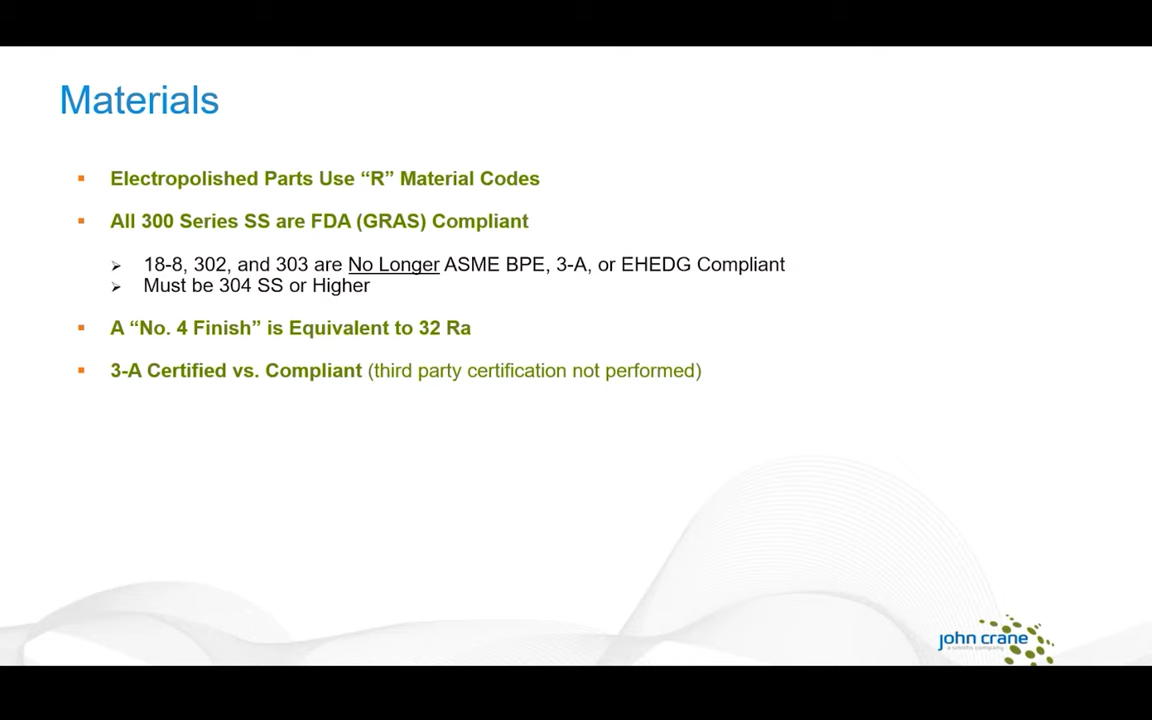 Materials
▪ Electropolished Parts Use “R” Material Codes
▪ All 300 Series SS are FDA (GRAS) Compliant
➢ 18-8, 302, and 303 are No Longer ASME BPE, 3-A, or EHEDG Compliant
➢ Must be 304 SS or Higher
▪ A “No. 4 Finish” is Equivalent to 32 Ra
▪ 3-A Certified vs. Compliant (third party certification not performed)
john crane
a smiths company